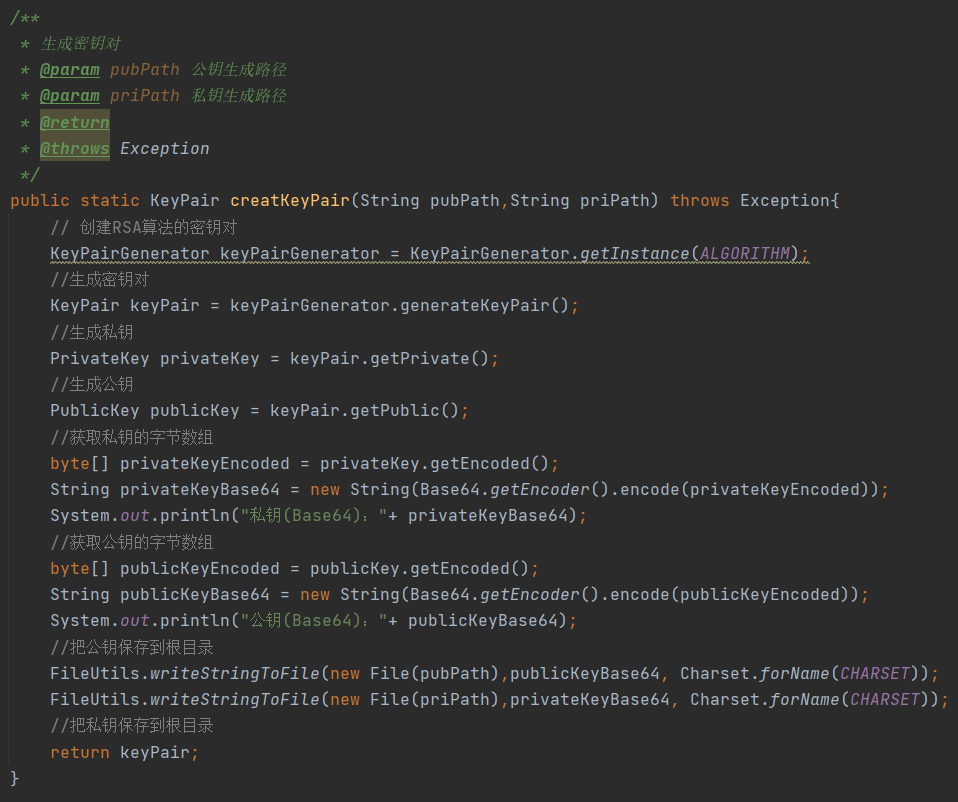 /**
 * 生成密钥对
 * @param pubPath 公钥生成路径
 * @param priPath 私钥生成路径
 * @return
 * @throws Exception
 */
public static KeyPair creatKeyPair(String pubPath,String priPath) throws Exception{
    // 创建RSA算法的密钥对
    KeyPairGenerator keyPairGenerator = KeyPairGenerator.getInstance(ALGORITHM);
    //生成密钥对
    KeyPair keyPair = keyPairGenerator.generateKeyPair();
    //生成私钥
    PrivateKey privateKey = keyPair.getPrivate();
    //生成公钥
    PublicKey publicKey = keyPair.getPublic();
    //获取私钥的字节数组
    byte[] privateKeyEncoded = privateKey.getEncoded();
    String privateKeyBase64 = new String(Base64.getEncoder().encode(privateKeyEncoded));
    System.out.println("私钥(Base64)："+ privateKeyBase64);
    //获取公钥的字节数组
    byte[] publicKeyEncoded = publicKey.getEncoded();
    String publicKeyBase64 = new String(Base64.getEncoder().encode(publicKeyEncoded));
    System.out.println("公钥(Base64)："+ publicKeyBase64);
    //把公钥保存到根目录
    FileUtils.writeStringToFile(new File(pubPath),publicKeyBase64, Charset.forName(CHARSET));
    FileUtils.writeStringToFile(new File(priPath),privateKeyBase64, Charset.forName(CHARSET));
    //把私钥保存到根目录
    return keyPair;
}